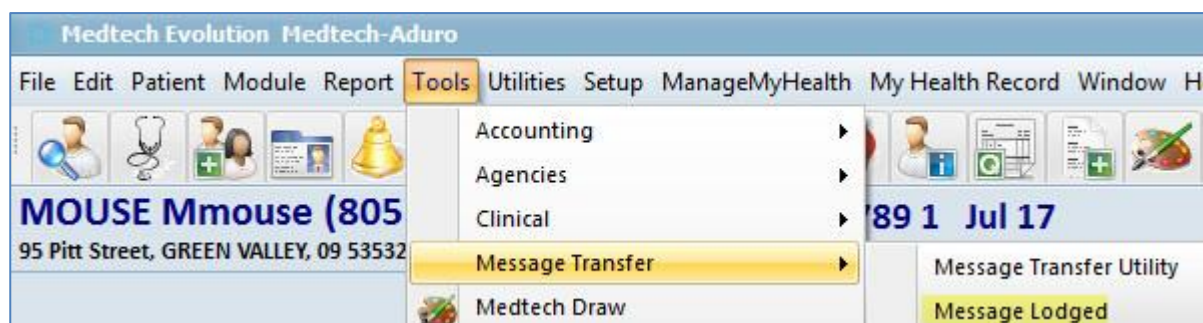 Medtech Evolution Medtech-Aduro
File Edit Patient Module Report Tools Utilities Setup ManageMyHealth My Health Record Window H
Accounting
Agencies
MOUSE Mmouse (805
Clinical
789 1 Jul 17
95 Pitt Street, GREEN VALLEY, 09 53532
Message Transfer
Message Transfer Utility
Medtech Draw
Message Lodged